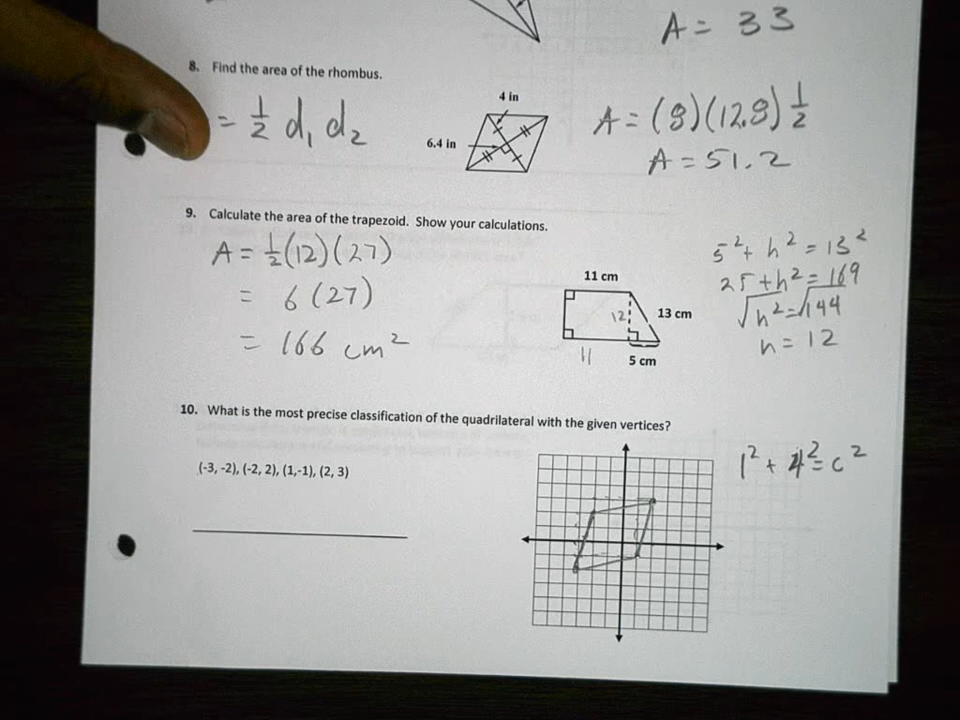 A = 33
8. Find the area of the rhombus.
= 1/2 d₁ d₂
4 in
6.4 in
A = (8)(12.8) 1/2
A = 51.2
9. Calculate the area of the trapezoid. Show your calculations.
A = 1/2(12)(27)
= 6(27)
= 166 cm²
11 cm
12
13 cm
11
5 cm
5² + h² = 13²
25 + h² = 169
√h² = √144
h = 12
10. What is the most precise classification of the quadrilateral with the given vertices?
(-3, -2), (-2, 2), (1,-1), (2, 3)
1² + 4² = c²